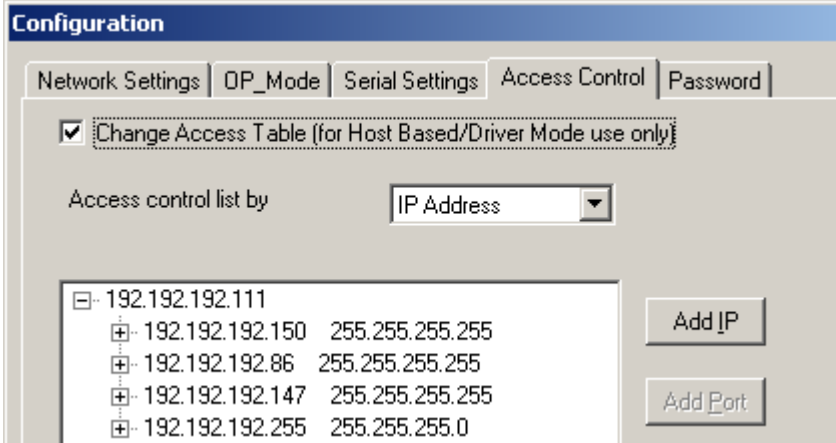 Configuration
Network Settings OP_Mode Serial Settings Access Control Password
Change Access Table (for Host Based/Driver Mode use only)
Access control list by IP Address
192.192.192.111
192.192.192.150 255.255.255.255
192.192.192.86 255.255.255.255
192.192.192.147 255.255.255.255
192.192.192.255 255.255.255.0
Add IP
Add Port